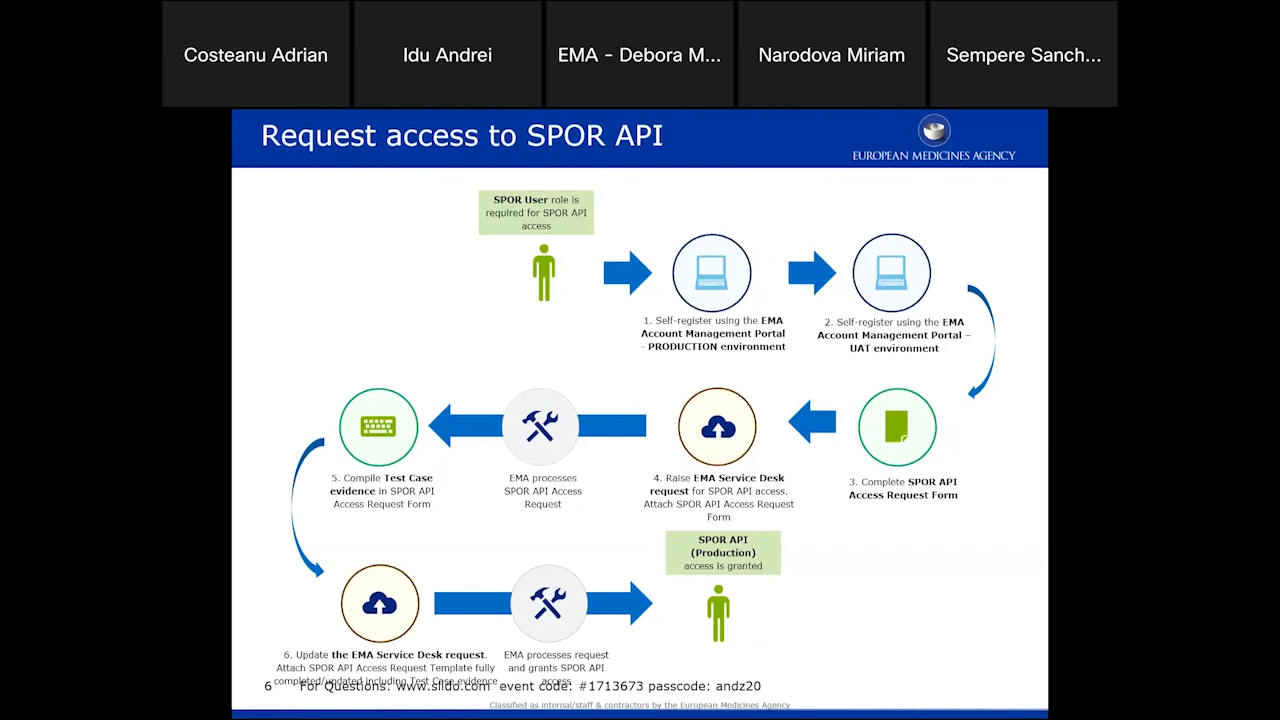 Costeanu Adrian
Idu Andrei
EMA - Debora M...
Narodova Miriam
Sempere Sanch...
Request access to SPOR API
EUROPEAN MEDICINES AGENCY
SPOR User role is
required for SPOR API
access
1. Self-register using the EMA
Account Management Portal
- PRODUCTION environment
2. Self-register using the EMA
Account Management Portal –
UAT environment
3. Complete SPOR API
Access Request Form
4. Raise EMA Service Desk
request for SPOR API access.
Attach SPOR API Access Request
Form
EMA processes
SPOR API Access
Request
5. Compile Test Case
evidence in SPOR API
Access Request Form
6. Update the EMA Service Desk request.
Attach SPOR API Access Request Template fully
completed/updated including Test Case evidence
EMA processes request
and grants SPOR API
access
SPOR API
(Production)
access is granted
6
For Questions: www.slido.com event code: #1713673 passcode: andz20
Classified as internal/staff & contractors by the European Medicines Agency